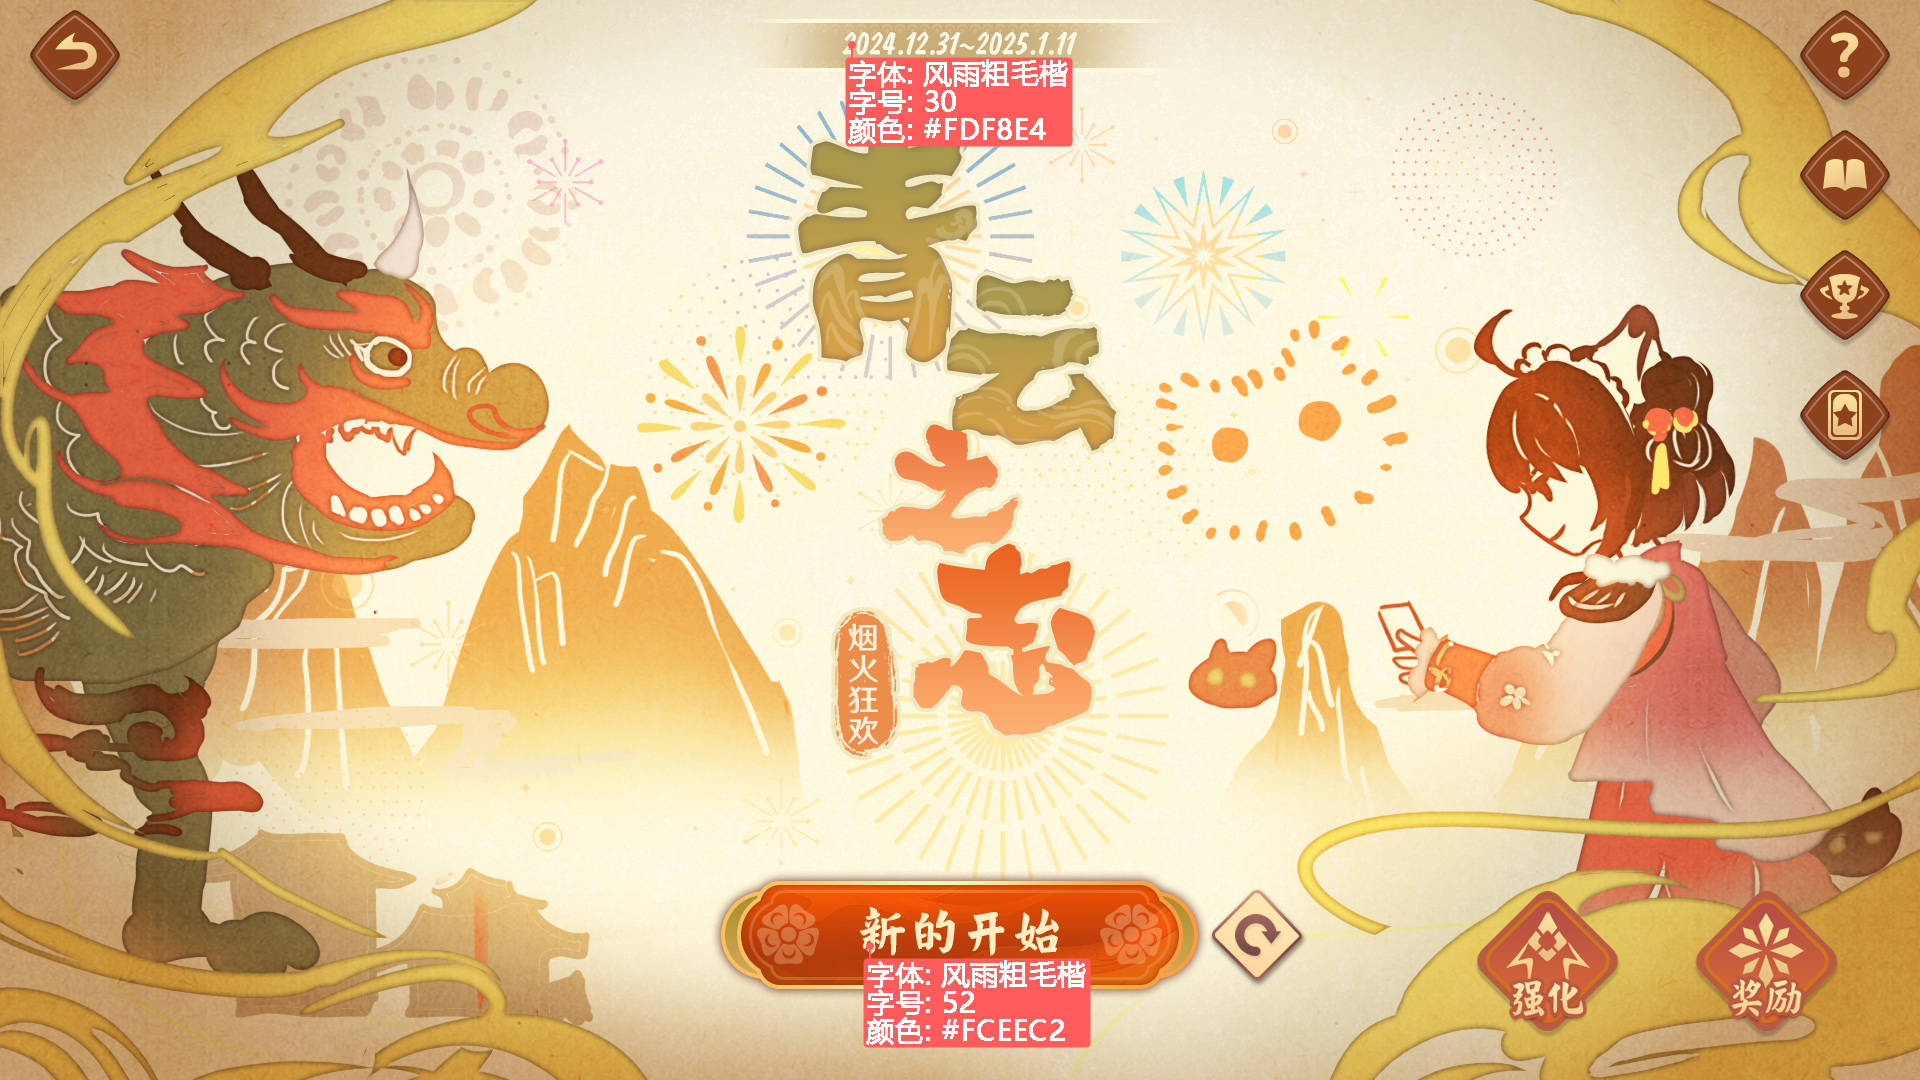 2024.12.31~2025.1.11
字体: 风雨粗毛楷
字号: 30
颜色: #FDF8E4
青云之志
烟火狂欢
新的开始
字体: 风雨粗毛楷
字号: 52
颜色: #FCEEC2
强化
奖励